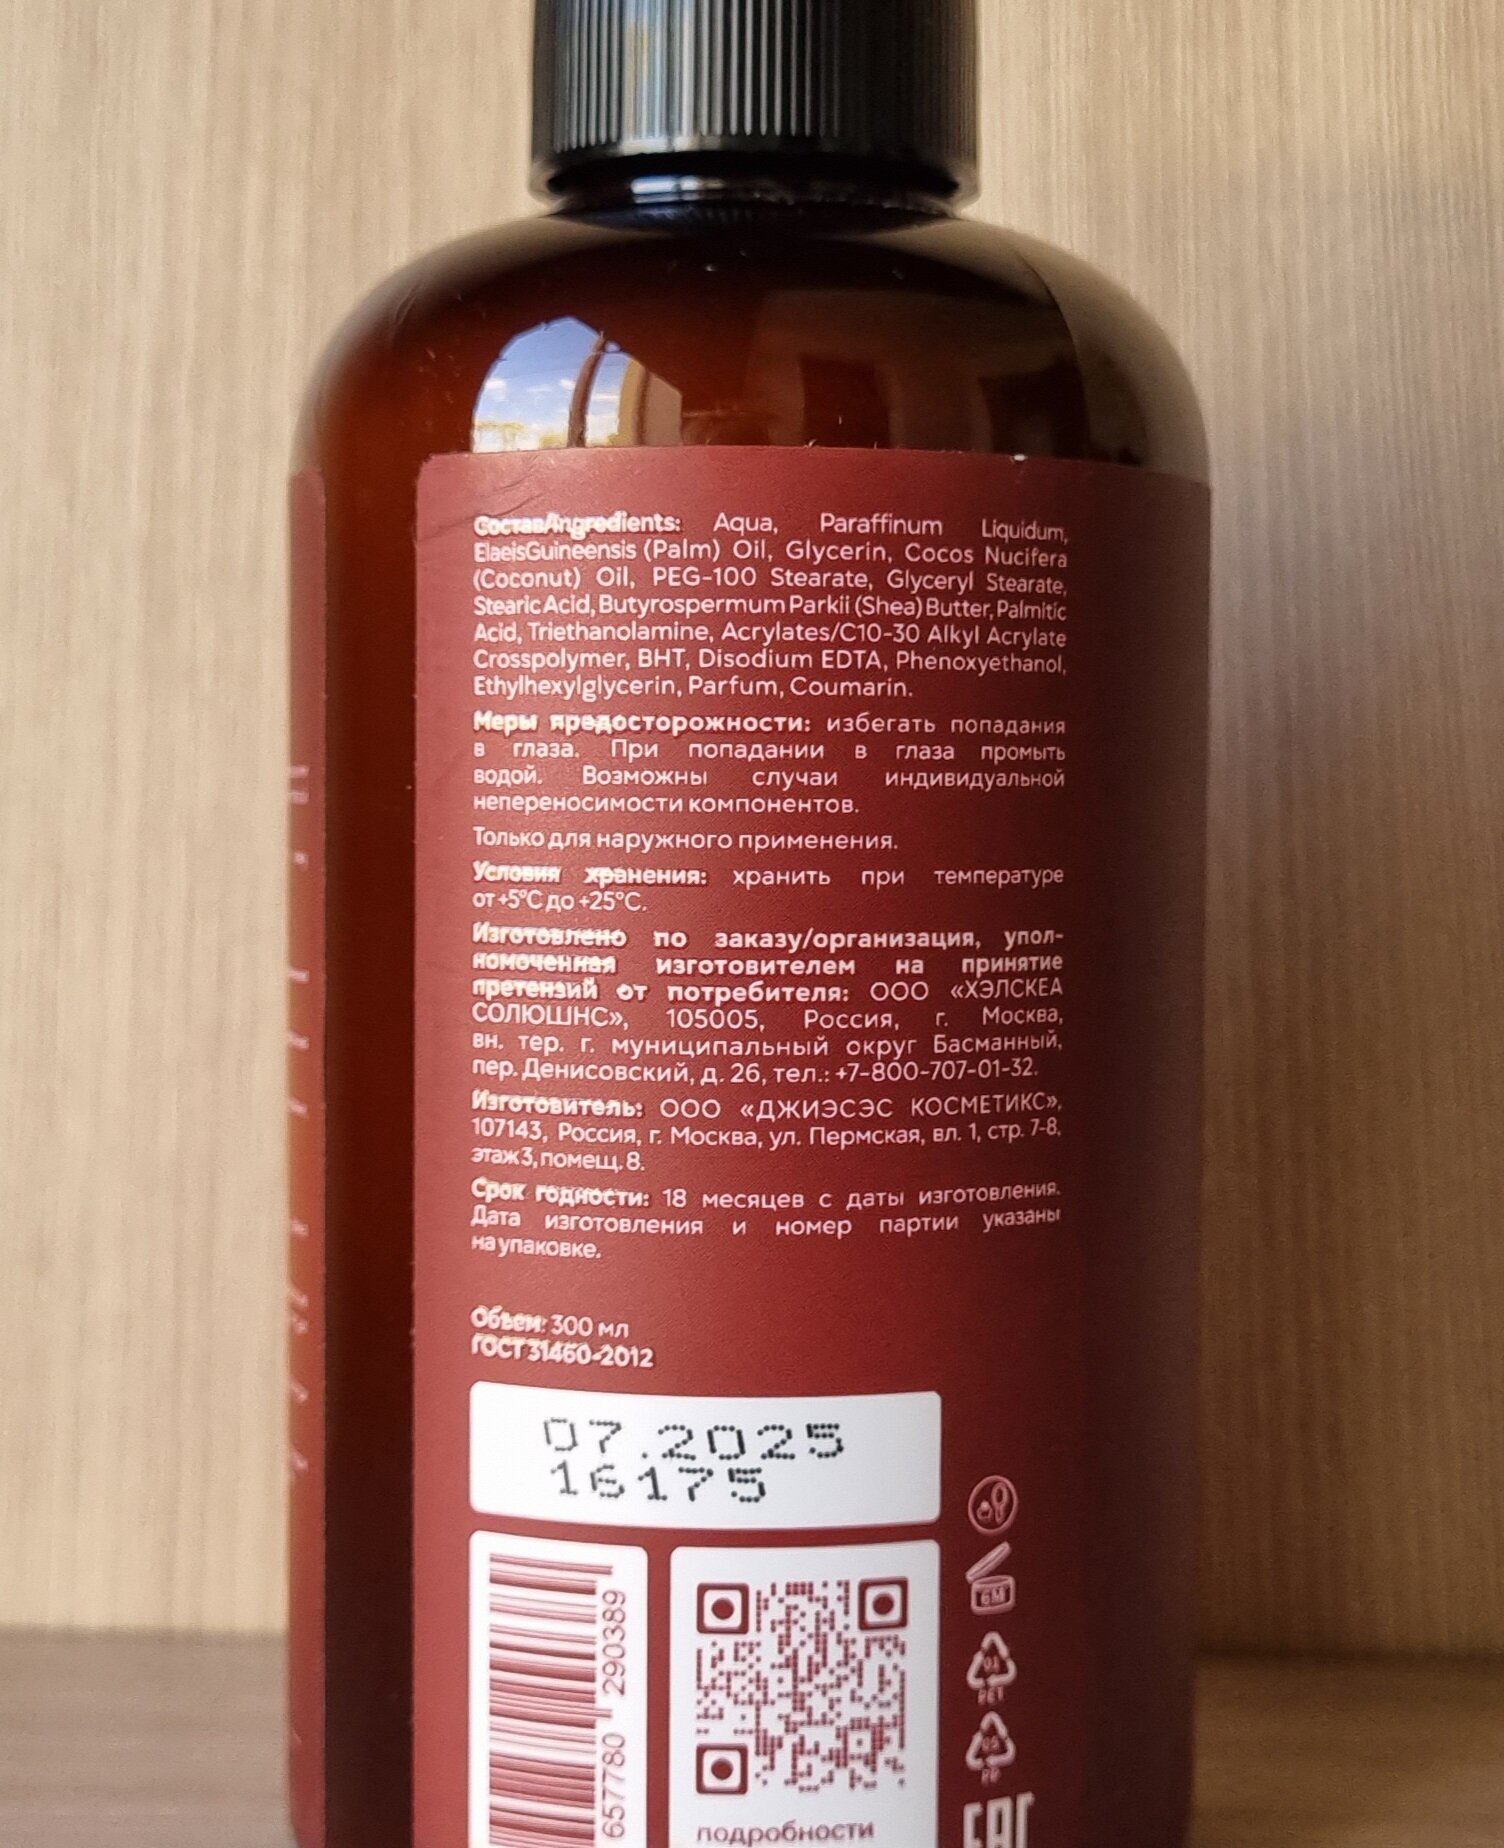 Состав/Ingredients: Aqua, Paraffinum Liquidum,
ElaeisGuineensis (Palm) Oil, Glycerin, Cocos Nucifera
(Coconut) Oil, PEG-100 Stearate, Glyceryl Stearate,
Stearic Acid, Butyrospermum Parkii (Shea) Butter, Palmitic
Acid, Triethanolamine, Acrylates/C10-30 Alkyl Acrylate
Crosspolymer, BHT, Disodium EDTA, Phenoxyethanol,
Ethylhexylglycerin, Parfum, Coumarin.
Меры предосторожности: избегать попадания
в глаза. При попадании в глаза промыть
водой. Возможны случаи индивидуальной
непереносимости компонентов.
Только для наружного применения.
Условия хранения: хранить при температуре
от +5°C до +25°C.
Изготовлено по заказу/организация, упол-
номоченная изготовителем на принятие
претензий от потребителя: ООО «ХЭЛСКЕА
СОЛЮШНС», 105005, Россия, г. Москва,
вн. тер. г. муниципальный округ Басманный,
пер. Денисовский, д. 26, тел.: +7-800-707-01-32.
Изготовитель: ООО «ДЖИЭСЭС КОСМЕТИКС»,
107143, Россия, г. Москва, ул. Пермская, вл. 1, стр. 7-8,
этаж 3, помещ. 8.
Срок годности: 18 месяцев с даты изготовления.
Дата изготовления и номер партии указаны
на упаковке.
Объем: 300 мл
ГОСТ 31460-2012
07.2025
16175
6M
01
PET
05
PP
EAC
657780 290389
подробности